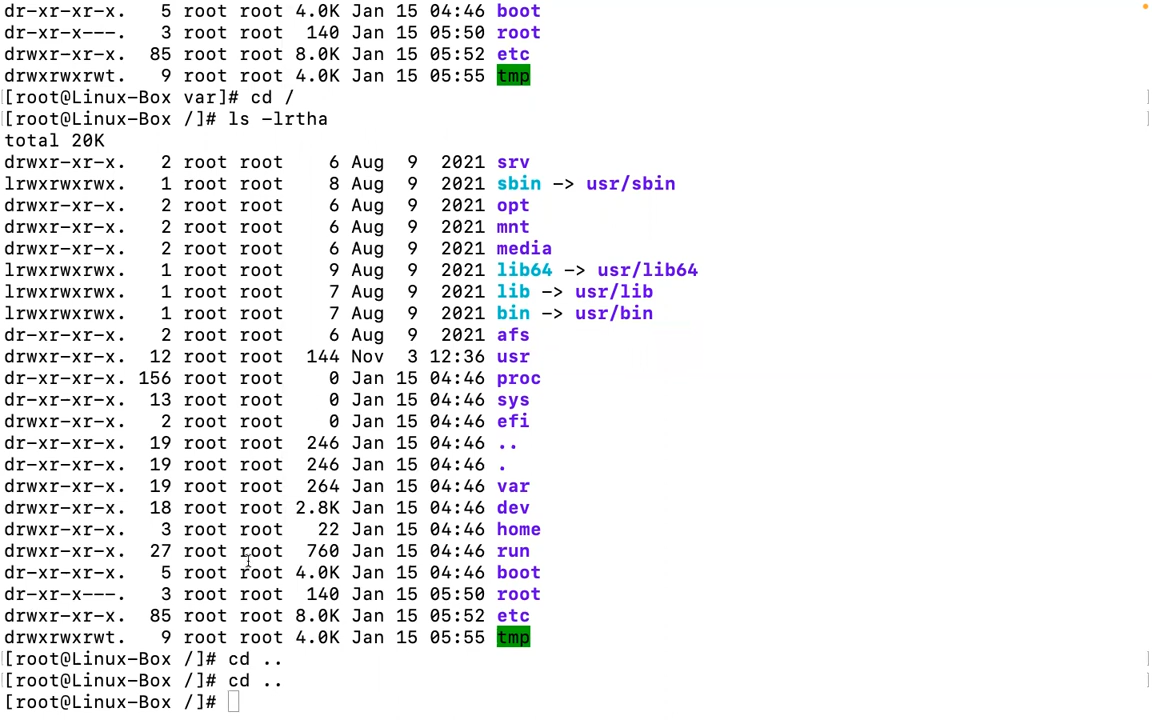 dr-xr-xr-x.   5 root root 4.0K Jan 15 04:46 boot
dr-xr-x---.   3 root root  140 Jan 15 05:50 root
drwxr-xr-x.  85 root root 8.0K Jan 15 05:52 etc
drwxrwxrwt.   9 root root 4.0K Jan 15 05:55 tmp
[root@Linux-Box var]# cd /
[root@Linux-Box /]# ls -lrtha
total 20K
drwxr-xr-x.   2 root root    6 Aug  9  2021 srv
lrwxrwxrwx.   1 root root    8 Aug  9  2021 sbin -> usr/sbin
drwxr-xr-x.   2 root root    6 Aug  9  2021 opt
drwxr-xr-x.   2 root root    6 Aug  9  2021 mnt
drwxr-xr-x.   2 root root    6 Aug  9  2021 media
lrwxrwxrwx.   1 root root    9 Aug  9  2021 lib64 -> usr/lib64
lrwxrwxrwx.   1 root root    7 Aug  9  2021 lib -> usr/lib
lrwxrwxrwx.   1 root root    7 Aug  9  2021 bin -> usr/bin
dr-xr-xr-x.   2 root root    6 Aug  9  2021 afs
drwxr-xr-x.  12 root root  144 Nov  3 12:36 usr
dr-xr-xr-x. 156 root root    0 Jan 15 04:46 proc
dr-xr-xr-x.  13 root root    0 Jan 15 04:46 sys
drwxr-xr-x.   2 root root    0 Jan 15 04:46 efi
dr-xr-xr-x.  19 root root  246 Jan 15 04:46 ..
dr-xr-xr-x.  19 root root  246 Jan 15 04:46 .
drwxr-xr-x.  19 root root  264 Jan 15 04:46 var
drwxr-xr-x.  18 root root 2.8K Jan 15 04:46 dev
drwxr-xr-x.   3 root root   22 Jan 15 04:46 home
drwxr-xr-x.  27 root root  760 Jan 15 04:46 run
dr-xr-xr-x.   5 root root 4.0K Jan 15 04:46 boot
dr-xr-x---.   3 root root  140 Jan 15 05:50 root
drwxr-xr-x.  85 root root 8.0K Jan 15 05:52 etc
drwxrwxrwt.   9 root root 4.0K Jan 15 05:55 tmp
[root@Linux-Box /]# cd ..
[root@Linux-Box /]# cd ..
[root@Linux-Box /]#